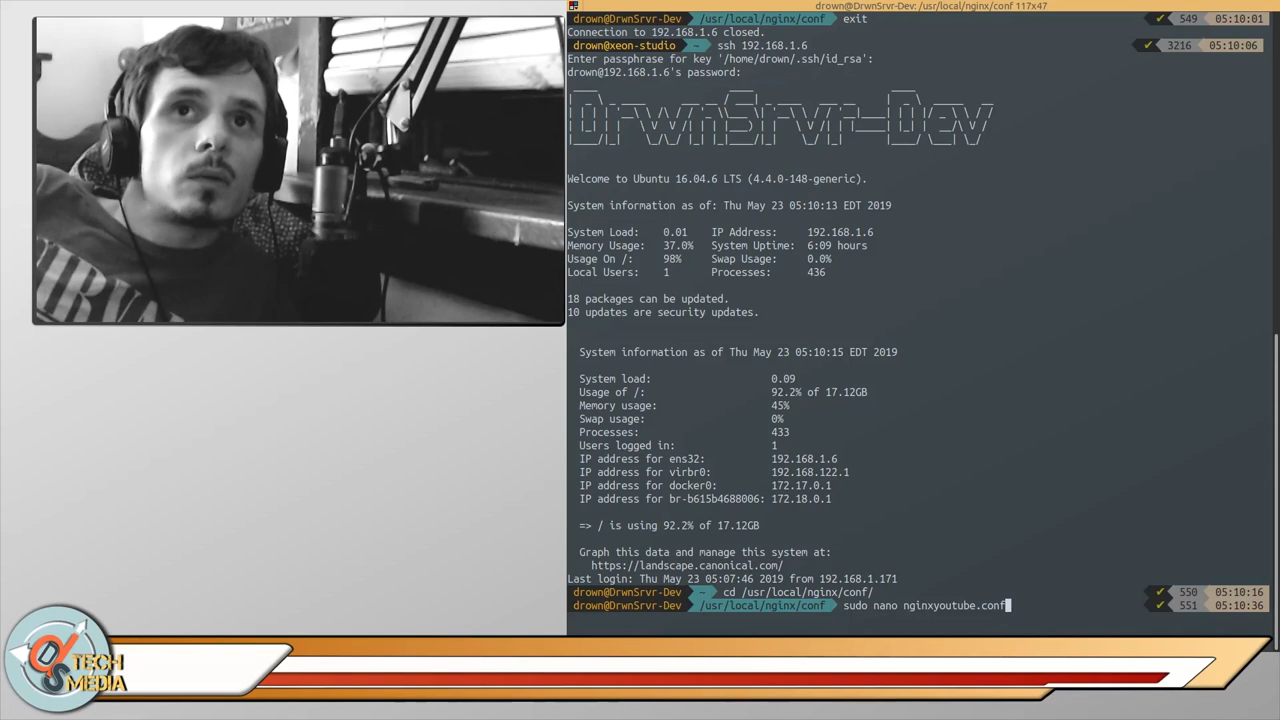 drown@DrwnSrvr-Dev: /usr/local/nginx/conf 117x47
drown@DrwnSrvr-Dev /usr/local/nginx/conf exit ✔ 549 05:10:01
Connection to 192.168.1.6 closed.
drown@xeon-studio ~ ssh 192.168.1.6 ✔ 3216 05:10:06
Enter passphrase for key '/home/drown/.ssh/id_rsa':
drown@192.168.1.6's password:
DrwnSrvr-Dev
Welcome to Ubuntu 16.04.6 LTS (4.4.0-148-generic).
System information as of: Thu May 23 05:10:13 EDT 2019
System Load: 0.01 IP Address: 192.168.1.6
Memory Usage: 37.0% System Uptime: 6:09 hours
Usage On /: 98% Swap Usage: 0.0%
Local Users: 1 Processes: 436
18 packages can be updated.
10 updates are security updates.
System information as of Thu May 23 05:10:15 EDT 2019
System load: 0.09
Usage of /: 92.2% of 17.12GB
Memory usage: 45%
Swap usage: 0%
Processes: 433
Users logged in: 1
IP address for ens32: 192.168.1.6
IP address for virbr0: 192.168.122.1
IP address for docker0: 172.17.0.1
IP address for br-b615b4688006: 172.18.0.1
=> / is using 92.2% of 17.12GB
Graph this data and manage this system at:
https://landscape.canonical.com/
Last login: Thu May 23 05:07:46 2019 from 192.168.1.171
drown@DrwnSrvr-Dev ~ cd /usr/local/nginx/conf/ ✔ 550 05:10:16
drown@DrwnSrvr-Dev /usr/local/nginx/conf sudo nano nginxyoutube.conf ✔ 551 05:10:36
DS
TECH
MEDIA